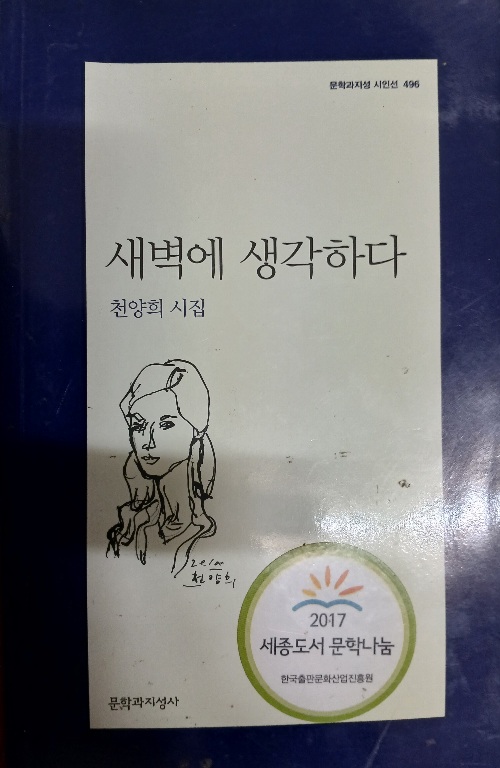 문학과지성 시인선 496
새벽에 생각하다
천양희 시집
천양희
2017
세종도서 문학나눔
한국출판문화산업진흥원
문학과지성사